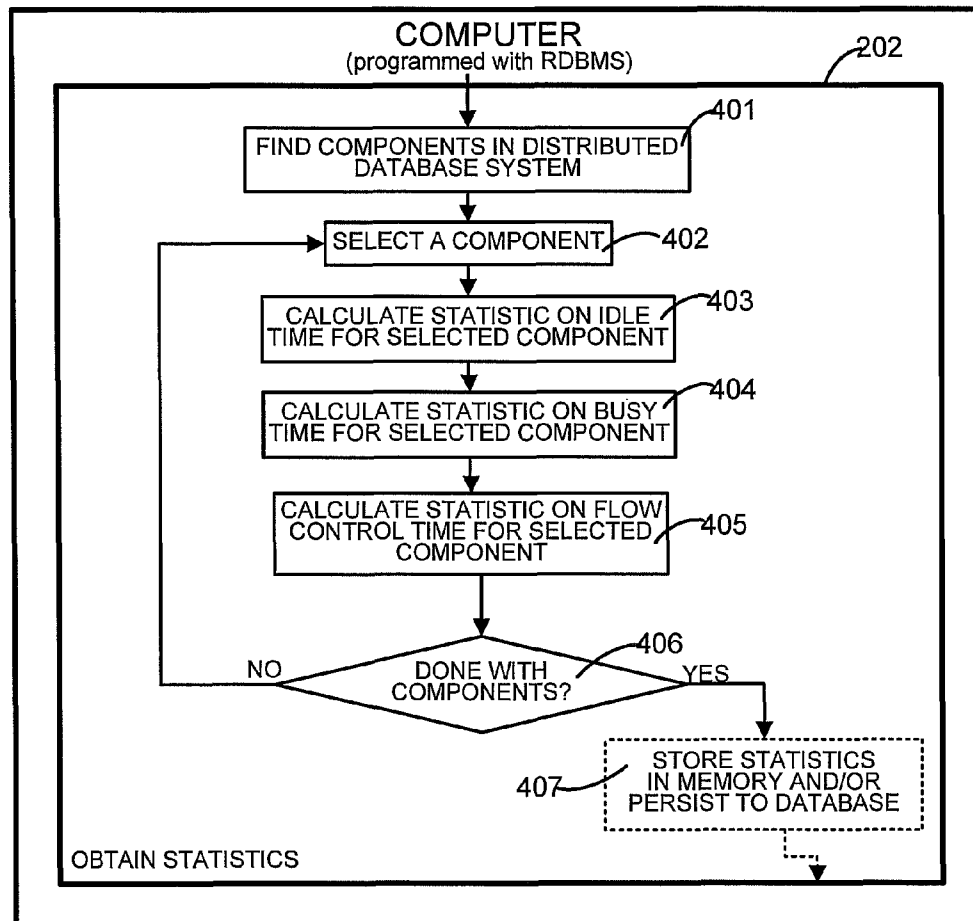 COMPUTER
(programmed with RDBMS)
202
401
FIND COMPONENTS IN DISTRIBUTED
DATABASE SYSTEM
SELECT A COMPONENT
402
403
CALCULATE STATISTIC ON IDLE
TIME FOR SELECTED COMPONENT
404
CALCULATE STATISTIC ON BUSY
TIME FOR SELECTED COMPONENT
CALCULATE STATISTIC ON FLOW
CONTROL TIME FOR SELECTED
COMPONENT
405
406
NO
DONE WITH
COMPONENTS?
YES
STORE STATISTICS
IN MEMORY AND/OR
PERSIST TO DATABASE
407
OBTAIN STATISTICS